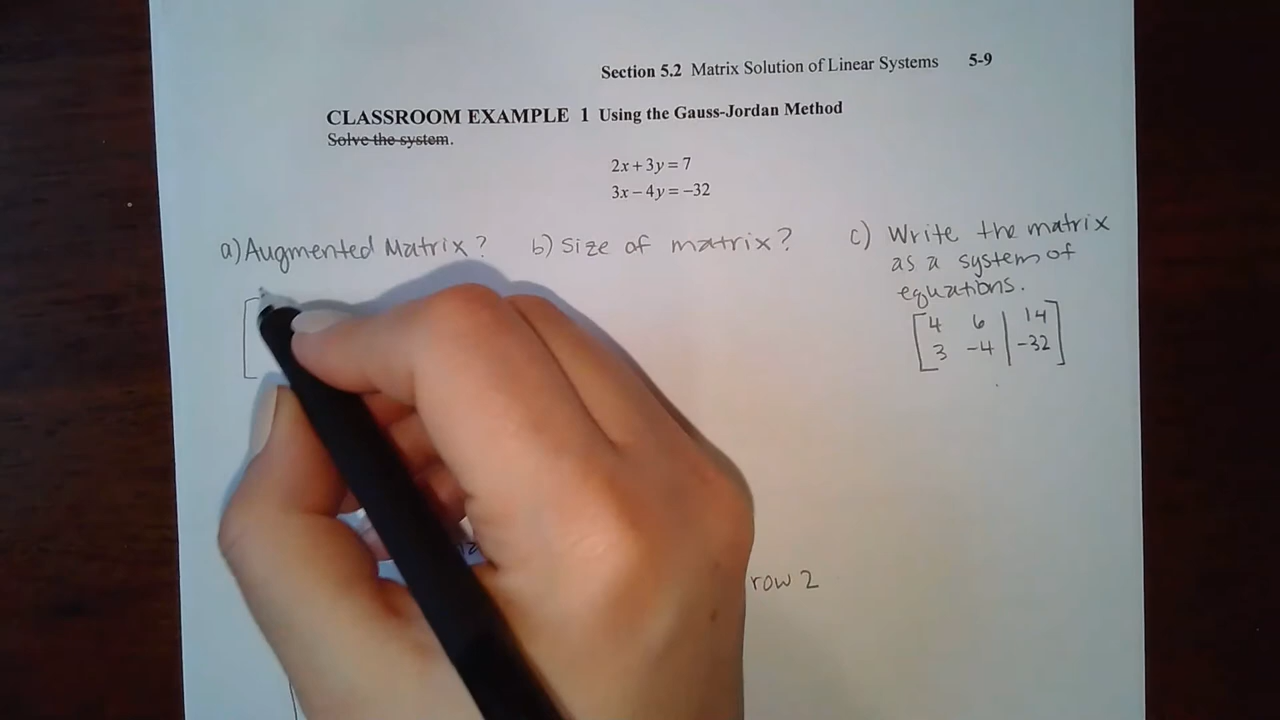 Section 5.2 Matrix Solution of Linear Systems 5-9
CLASSROOM EXAMPLE 1 Using the Gauss-Jordan Method
Solve the system.
2x + 3y = 7
3x – 4y = –32
a) Augmented Matrix?
b) Size of matrix?
c) Write the matrix
as a system of
equations.
4 6 | 14
3 -4 | -32
row 2